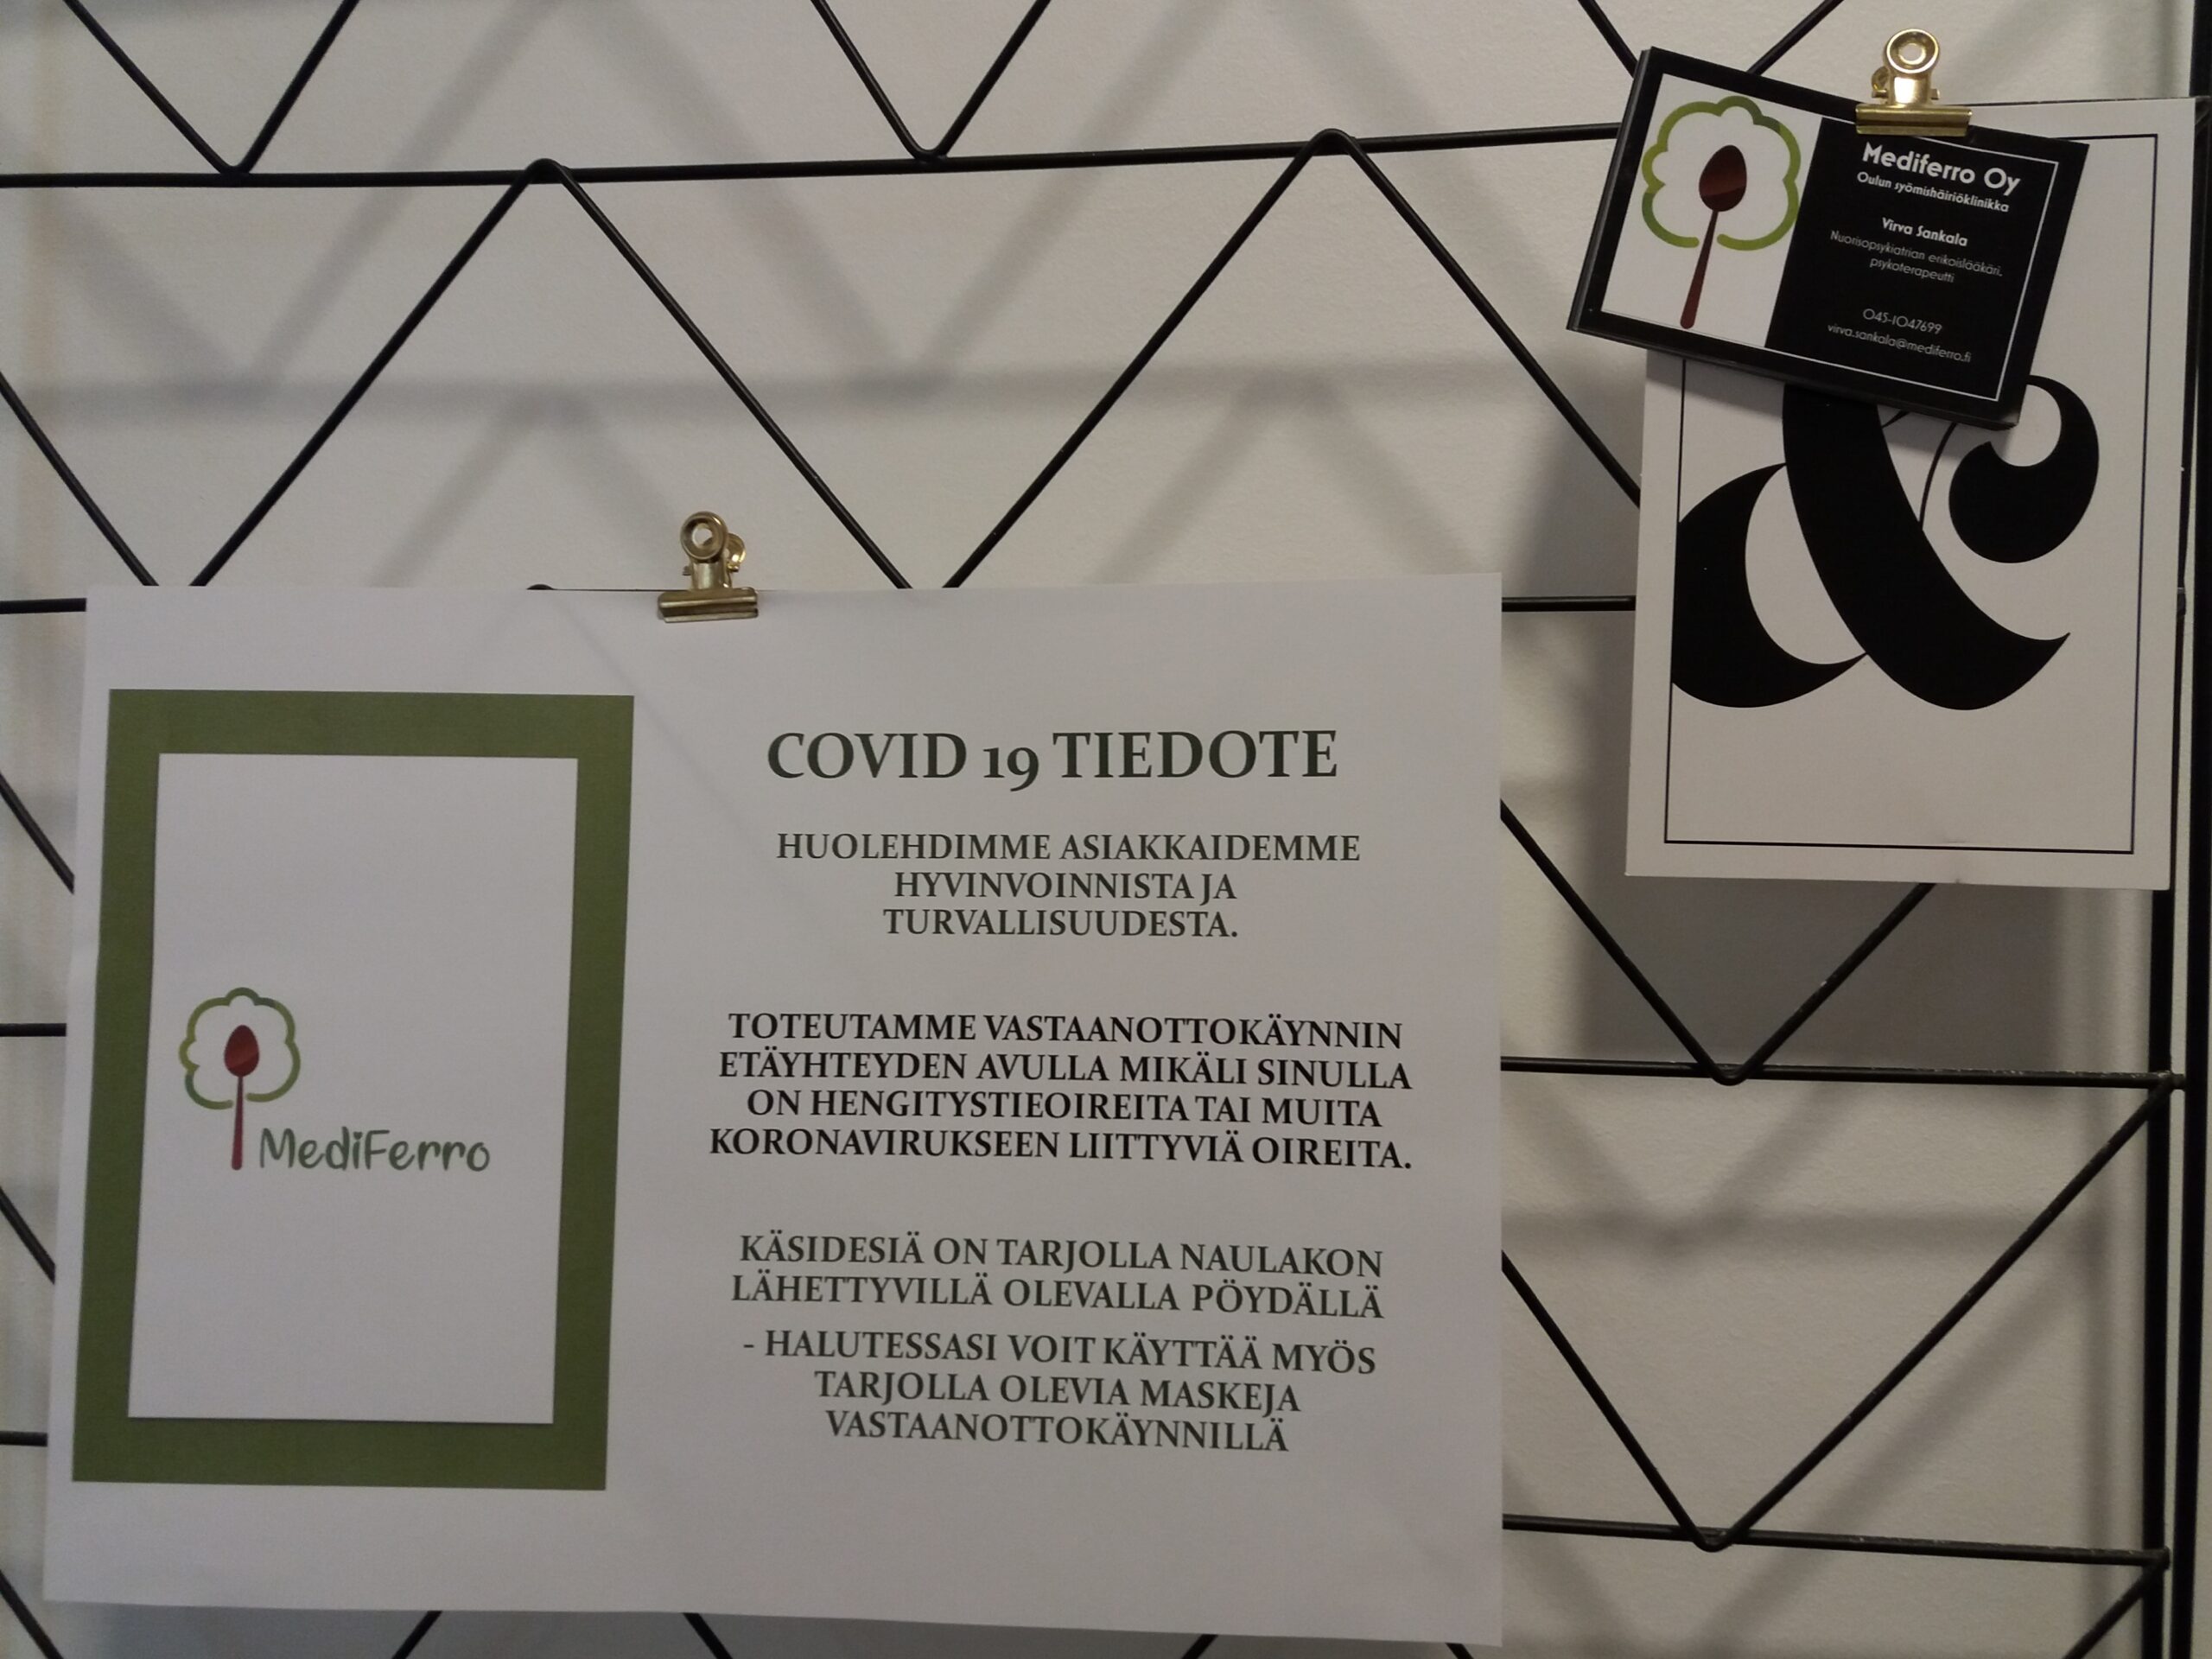 Mediferro Oy
Oulun syömishäiriöklinikka
Virva Sankala
Nuorisopsykiatrian erikoislääkäri,
psykoterapeutti
045-1047699
virva.sankala@mediferro.fi
&
MediFerro
COVID 19 TIEDOTE
HUOLEHDIMME ASIAKKAIDEMME
HYVINVOINNISTA JA
TURVALLISUUDESTA.
TOTEUTAMME VASTAANOTTOKÄYNNIN
ETÄYHTEYDEN AVULLA MIKÄLI SINULLA
ON HENGITYSTIEOIREITA TAI MUITA
KORONAVIRUKSEEN LIITTYVIÄ OIREITA.
KÄSIDESIÄ ON TARJOLLA NAULAKON
LÄHETTYVILLÄ OLEVALLA PÖYDÄLLÄ
- HALUTESSASI VOIT KÄYTTÄÄ MYÖS
TARJOLLA OLEVIA MASKEJA
VASTAANOTTOKÄYNNILLÄ